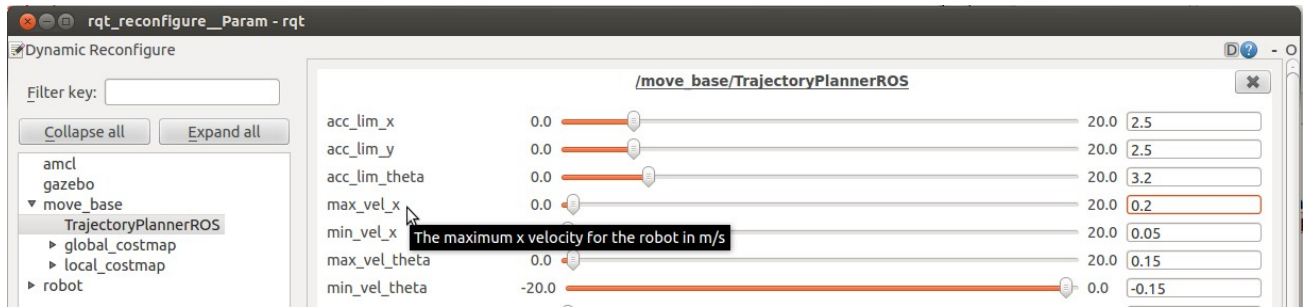 rqt_reconfigure__Param - rqt
Dynamic Reconfigure D ? - O
Filter key:
Collapse all Expand all
amcl
gazebo
move_base
TrajectoryPlannerROS
global_costmap
local_costmap
robot
/move_base/TrajectoryPlannerROS
acc_lim_x 0.0 20.0 2.5
acc_lim_y 0.0 20.0 2.5
acc_lim_theta 0.0 20.0 3.2
max_vel_x 0.0 20.0 0.2
min_vel_x 20.0 0.05
The maximum x velocity for the robot in m/s
max_vel_theta 0.0 20.0 0.15
min_vel_theta -20.0 0.0 -0.15